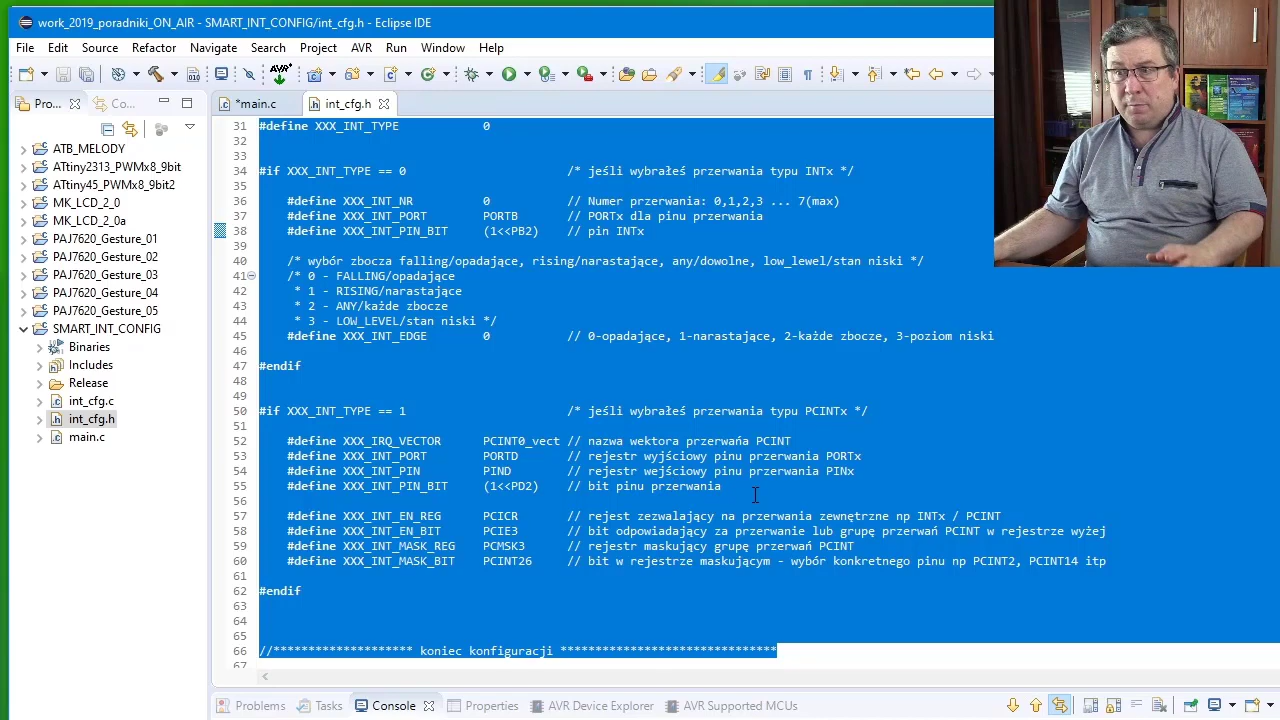 work_2019_poradniki_ON_AIR - SMART_INT_CONFIG/int_cfg.h - Eclipse IDE
File Edit Source Refactor Navigate Search Project AVR Run Window Help
Pro... Co...
*main.c int_cfg.h
ATB_MELODY
ATtiny2313_PWMx8_9bit
ATtiny45_PWMx8_9bit2
MK_LCD_2_0
MK_LCD_2_0a
PAJ7620_Gesture_01
PAJ7620_Gesture_02
PAJ7620_Gesture_03
PAJ7620_Gesture_04
PAJ7620_Gesture_05
SMART_INT_CONFIG
Binaries
Includes
Release
int_cfg.c
int_cfg.h
main.c
31 #define XXX_INT_TYPE 0
32
33
34 #if XXX_INT_TYPE == 0 /* jeśli wybrałeś przerwania typu INTx */
35
36 #define XXX_INT_NR 0 // Numer przerwania: 0,1,2,3 ... 7(max)
37 #define XXX_INT_PORT PORTB // PORTx dla pinu przerwania
38 #define XXX_INT_PIN_BIT (1<<PB2) // pin INTx
39
40 /* wybór zbocza falling/opadające, rising/narastające, any/dowolne, low_lewel/stan niski */
41 /* 0 - FALLING/opadające
42 * 1 - RISING/narastające
43 * 2 - ANY/każde zbocze
44 * 3 - LOW_LEVEL/stan niski */
45 #define XXX_INT_EDGE 0 // 0-opadające, 1-narastające, 2-każde zbocze, 3-poziom niski
46
47 #endif
48
49
50 #if XXX_INT_TYPE == 1 /* jeśli wybrałeś przerwania typu PCINTx */
51
52 #define XXX_IRQ_VECTOR PCINT0_vect // nazwa wektora przerwańa PCINT
53 #define XXX_INT_PORT PORTD // rejestr wyjściowy pinu przerwania PORTx
54 #define XXX_INT_PIN PIND // rejestr wejściowy pinu przerwania PINx
55 #define XXX_INT_PIN_BIT (1<<PD2) // bit pinu przerwania
56
57 #define XXX_INT_EN_REG PCICR // rejest zezwalający na przerwania zewnętrzne np INTx / PCINT
58 #define XXX_INT_EN_BIT PCIE3 // bit odpowiadający za przerwanie lub grupę przerwań PCINT w rejestrze wyżej
59 #define XXX_INT_MASK_REG PCMSK3 // rejestr maskujący grupę przerwań PCINT
60 #define XXX_INT_MASK_BIT PCINT26 // bit w rejestrze maskującym - wybór konkretnego pinu np PCINT2, PCINT14 itp
61
62 #endif
63
64
65
66 //******************** koniec konfiguracji *******************************
67
Problems Tasks Console Properties AVR Device Explorer AVR Supported MCUs